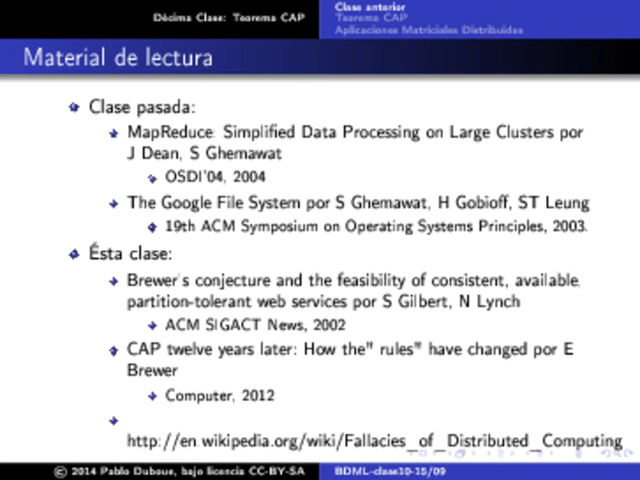 Décima Clase: Teorema CAP
Clase anterior
Teorema CAP
Aplicaciones Matriciales Distribuidas
Material de lectura
Clase pasada:
MapReduce: Simplified Data Processing on Large Clusters por
J Dean, S Ghemawat
OSDI'04, 2004
The Google File System por S Ghemawat, H Gobioff, ST Leung
19th ACM Symposium on Operating Systems Principles, 2003.
Ésta clase:
Brewer's conjecture and the feasibility of consistent, available,
partition-tolerant web services por S Gilbert, N Lynch
ACM SIGACT News, 2002
CAP twelve years later: How the" rules" have changed por E
Brewer
Computer, 2012
http://en.wikipedia.org/wiki/Fallacies_of_Distributed_Computing
© 2014 Pablo Duboue, bajo licencia CC-BY-SA
BDML-clase10-15/09